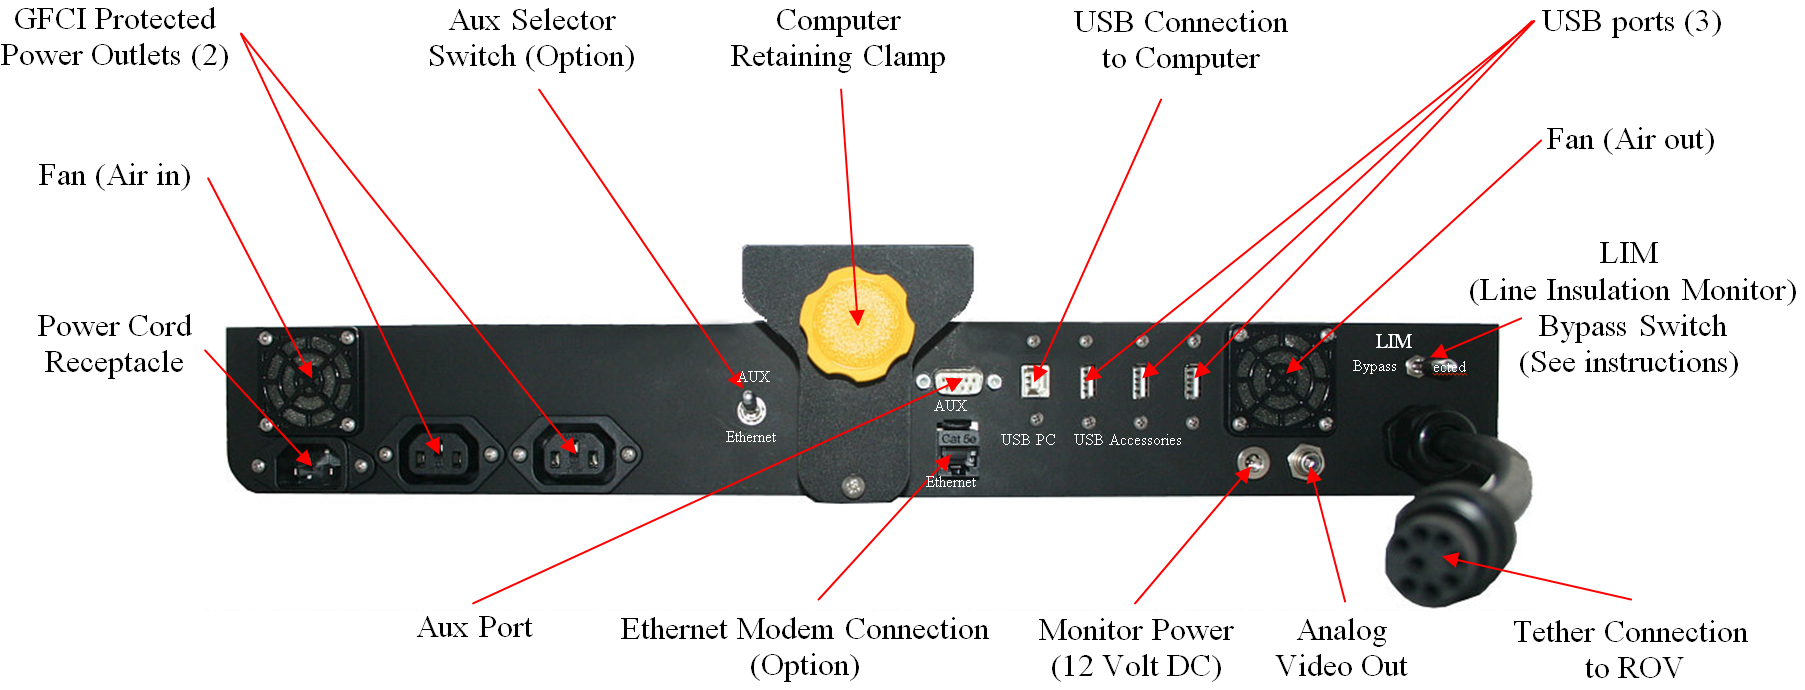 GFCI Protected
Power Outlets (2)
Aux Selector
Switch (Option)
Computer
Retaining Clamp
USB Connection
to Computer
USB ports (3)
Fan (Air in)
Fan (Air out)
Power Cord
Receptacle
LIM
(Line Insulation Monitor)
Bypass Switch
(See instructions)
LIM
Bypass
ected
AUX
Ethernet
AUX
Cat 5e
Ethernet
USB PC
USB Accessories
Aux Port
Ethernet Modem Connection
(Option)
Monitor Power
(12 Volt DC)
Analog
Video Out
Tether Connection
to ROV